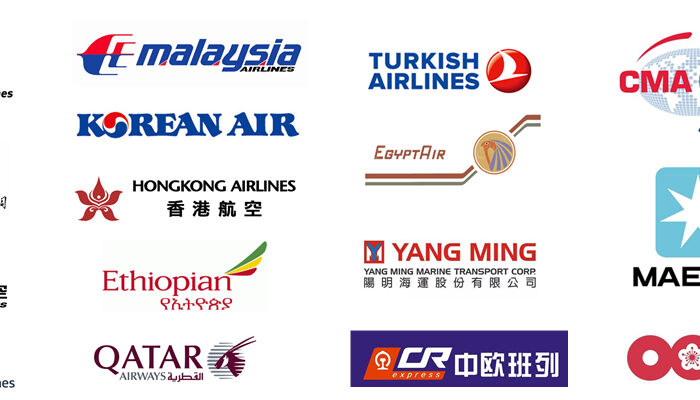 malaysia
AIRLINES
KOREAN AIR
HONGKONG AIRLINES
香港航空
Ethiopian
የኢትዮጵያ
QATAR
AIRWAYS القطرية
TURKISH
AIRLINES
EGYPTAIR
YANG MING
YANG MING MARINE TRANSPORT CORP.
陽明海運股份有限公司
CR 中欧班列
express
CMA
MAE